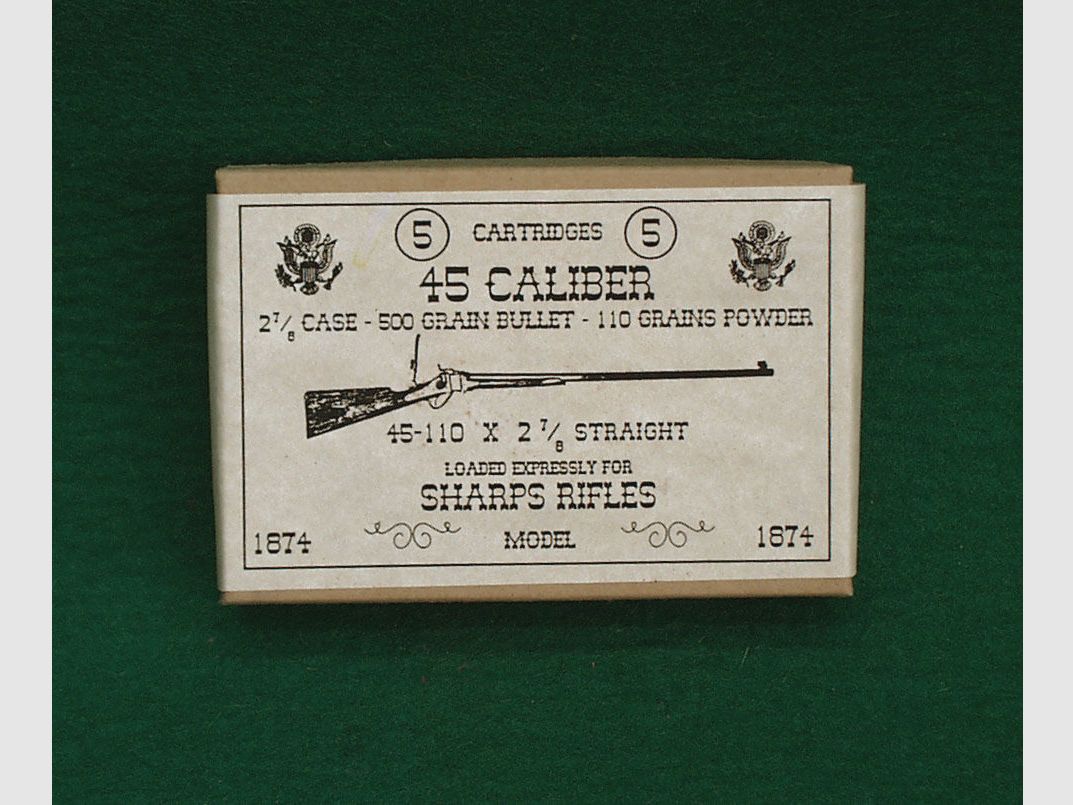 5 CARTRIDGES 5
45 CALIBER
2 7/8 CASE - 500 GRAIN BULLET - 110 GRAINS POWDER
45-110 X 2 7/8 STRAIGHT
LOADED EXPRESSLY FOR
SHARPS RIFLES
1874 MODEL 1874